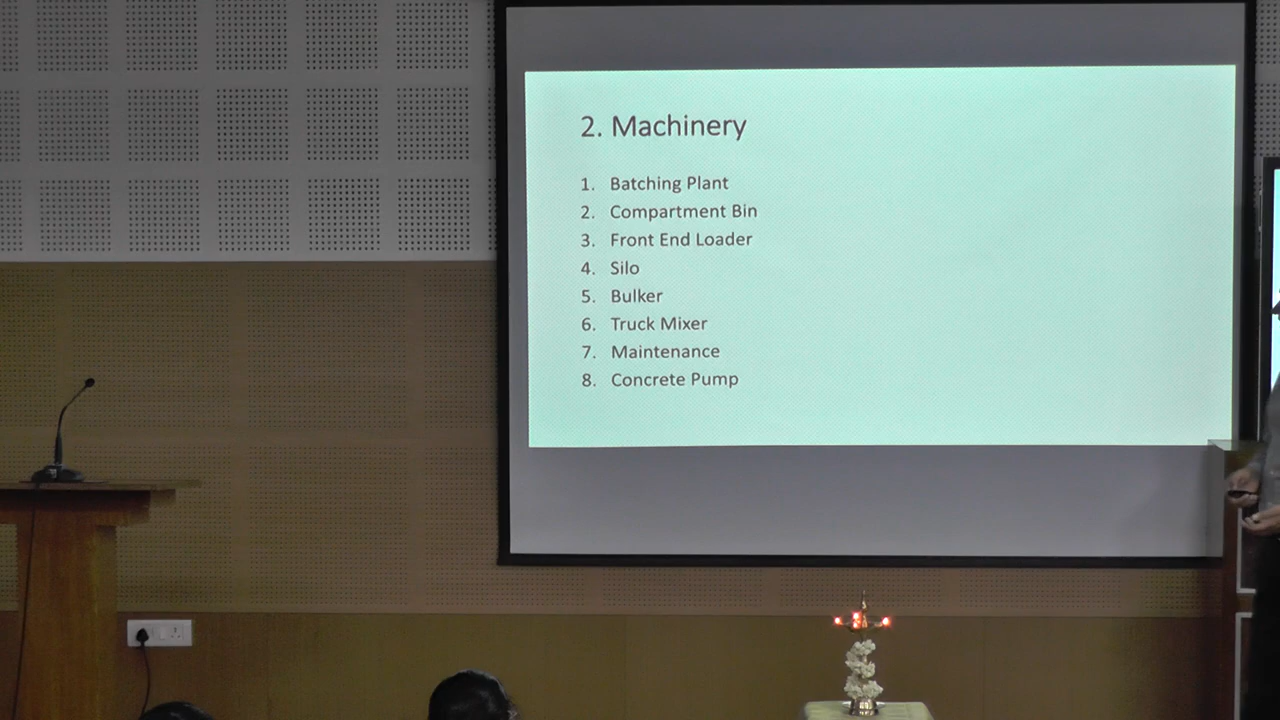 2. Machinery
1. Batching Plant
2. Compartment Bin
3. Front End Loader
4. Silo
5. Bulker
6. Truck Mixer
7. Maintenance
8. Concrete Pump